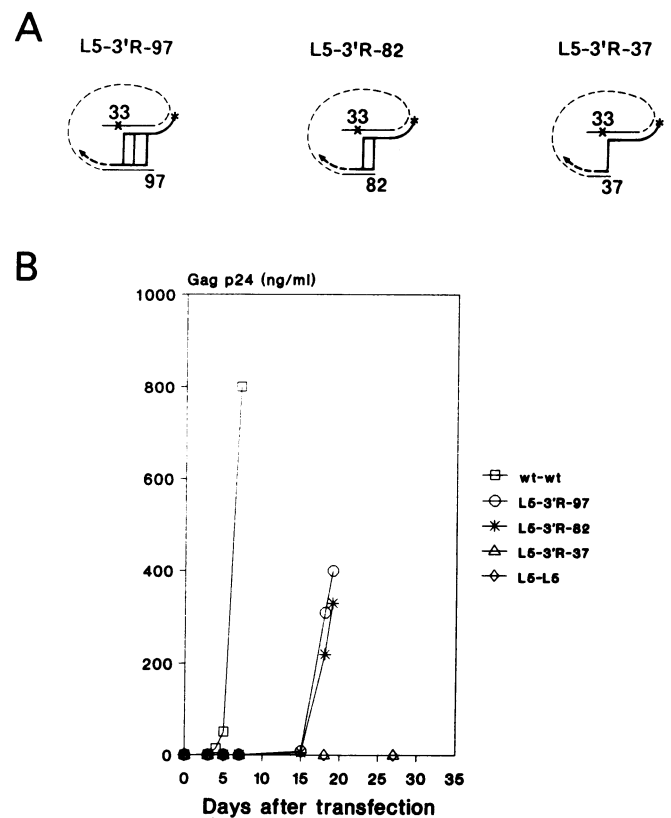 A
L5-3'R-97
L5-3'R-82
L5-3'R-37
33
33
33
97
82
37
B
Gag p24 (ng/ml)
1000
800
600
400
200
0
0 5 10 15 20 25 30 35
Days after transfection
wt-wt
L5-3'R-97
L5-3'R-82
L5-3'R-37
L5-L5